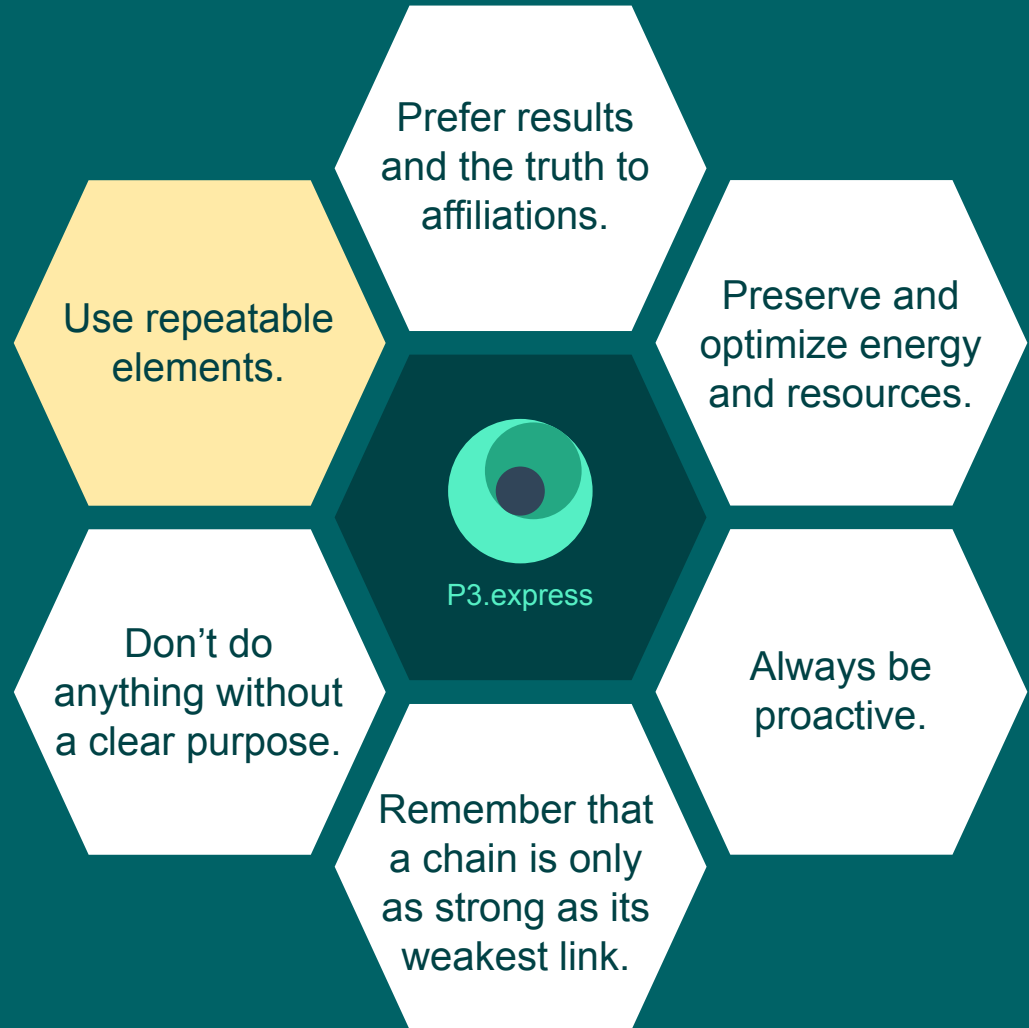 Prefer results
and the truth to
affiliations.
Preserve and
optimize energy
and resources.
Always be
proactive.
Remember that
a chain is only
as strong as its
weakest link.
Don’t do
anything without
a clear purpose.
Use repeatable
elements.
P3.express